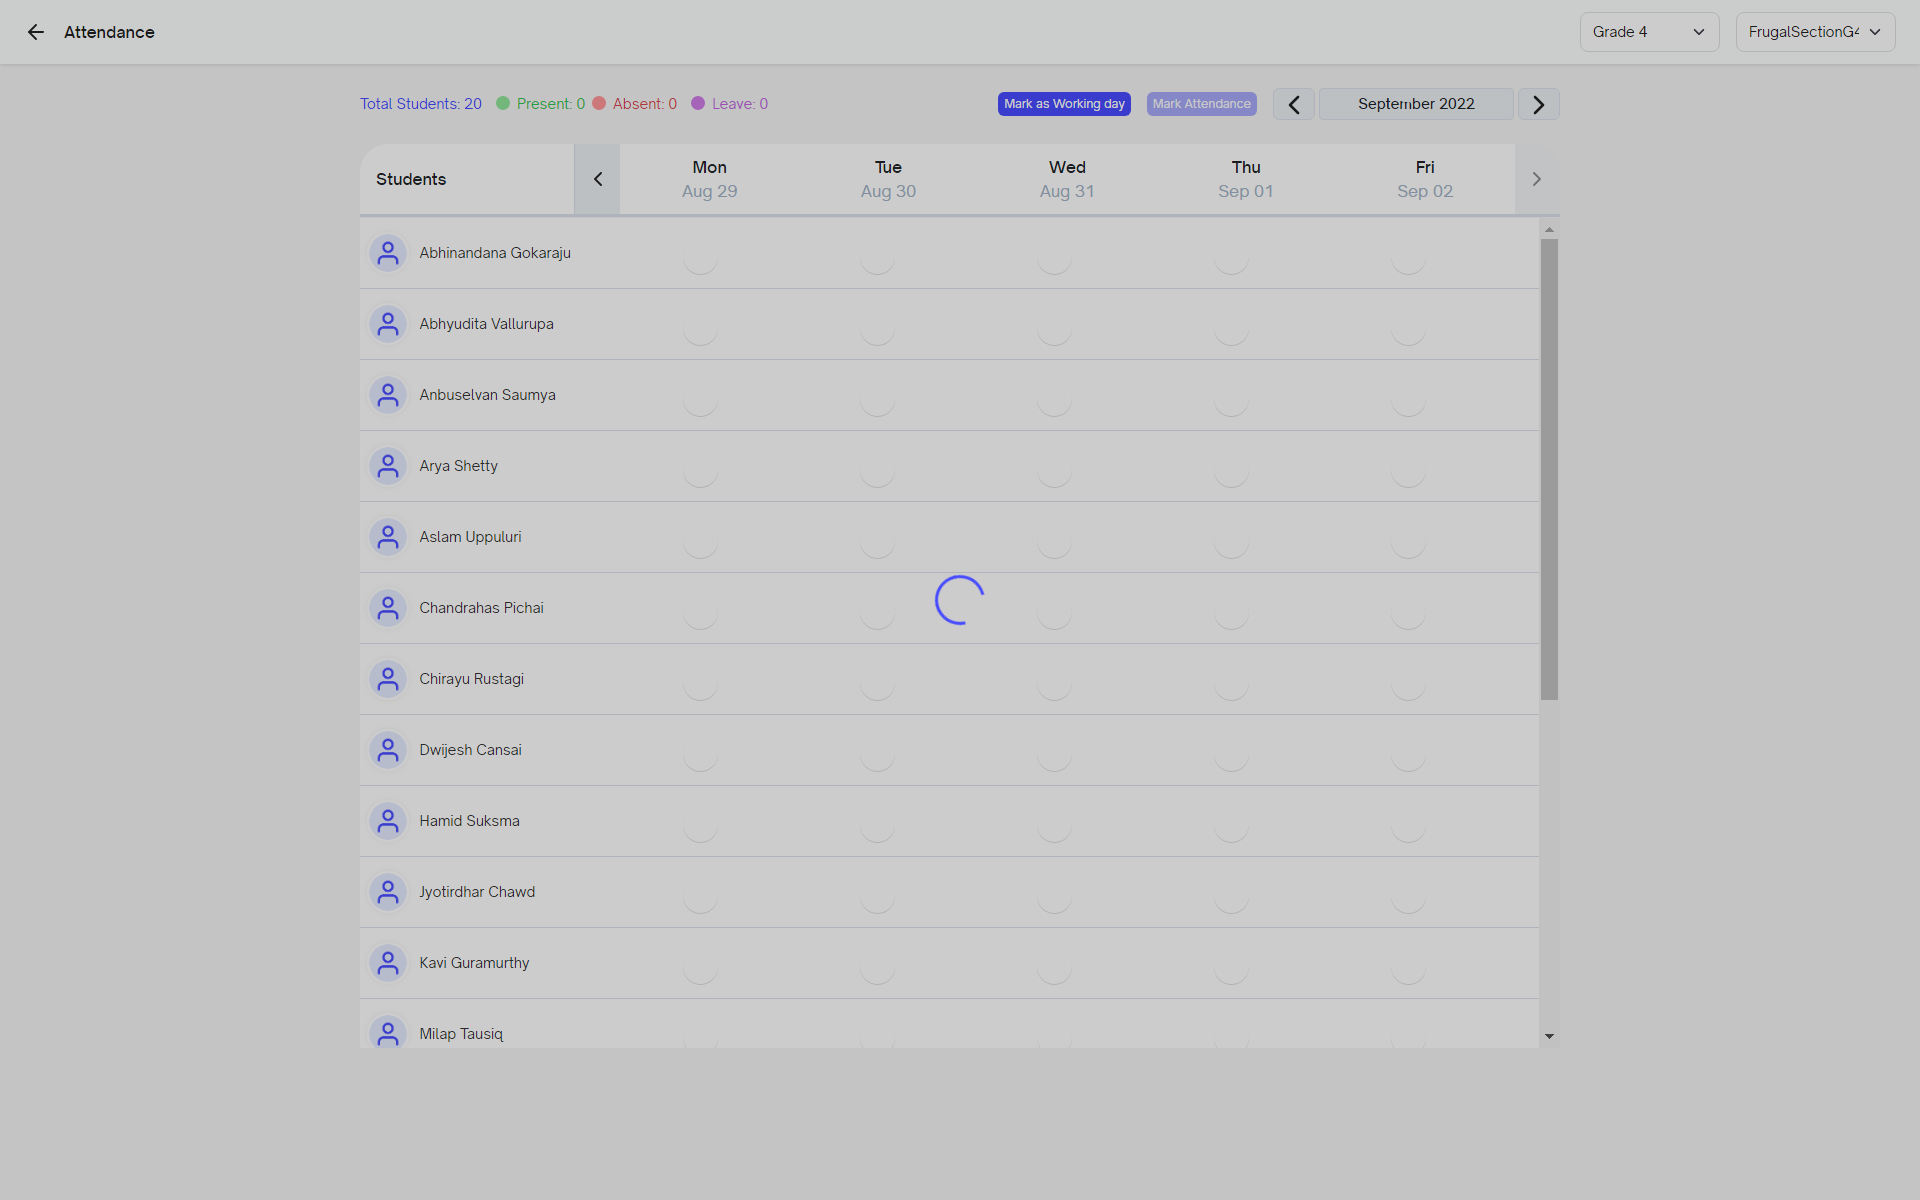 Attendance
Grade 4
FrugalSectionG4
Total Students: 20 Present: 0 Absent: 0 Leave: 0
Mark as Working day
Mark Attendance
September 2022
Students
Mon Tue Wed Thu Fri
Aug 29 Aug 30 Aug 31 Sep 01 Sep 02
Abhinandana Gokaraju
Abhyudita Vallurupa
Anbuselvan Saumya
Arya Shetty
Aslam Uppuluri
Chandrahas Pichai
Chirayu Rustagi
Dwijesh Cansai
Hamid Suksma
Jyotirdhar Chawd
Kavi Guramurthy
Milap Tausiq